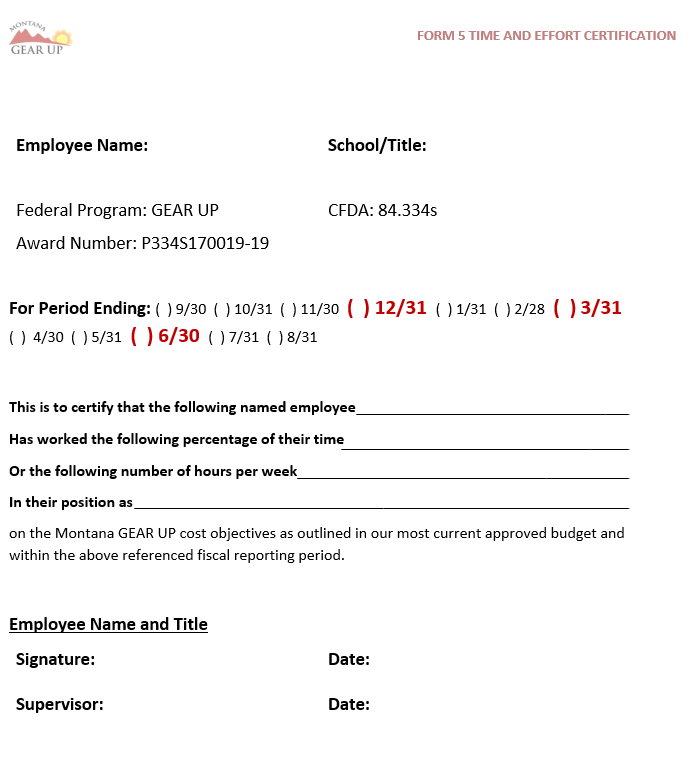 MONTANA
GEAR UP
FORM 5 TIME AND EFFORT CERTIFICATION
Employee Name: School/Title:
Federal Program: GEAR UP CFDA: 84.334s
Award Number: P334S170019-19
For Period Ending: ( ) 9/30 ( ) 10/31 ( ) 11/30 ( ) 12/31 ( ) 1/31 ( ) 2/28 ( ) 3/31
( ) 4/30 ( ) 5/31 ( ) 6/30 ( ) 7/31 ( ) 8/31
This is to certify that the following named employee
Has worked the following percentage of their time
Or the following number of hours per week
In their position as
on the Montana GEAR UP cost objectives as outlined in our most current approved budget and
within the above referenced fiscal reporting period.
Employee Name and Title
Signature: Date:
Supervisor: Date: